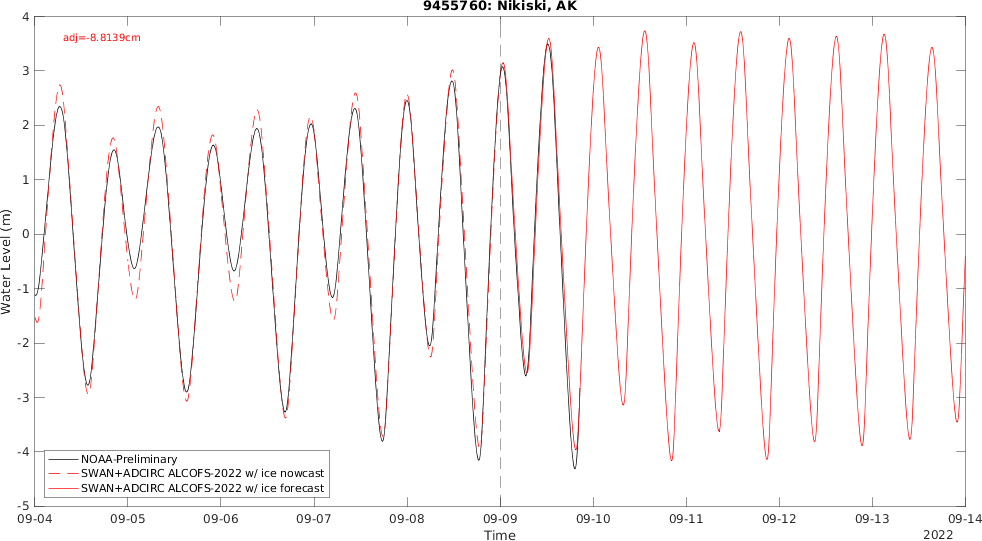 9455760: Nikiski, AK
adj=-8.8139cm
4
3
2
1
0
-1
-2
-3
-4
-5
Water Level (m)
NOAA-Preliminary
SWAN+ADCIRC ALCOFS-2022 w/ ice nowcast
SWAN+ADCIRC ALCOFS-2022 w/ ice forecast
09-04 09-05 09-06 09-07 09-08 09-09 09-10 09-11 09-12 09-13 09-14
Time
2022